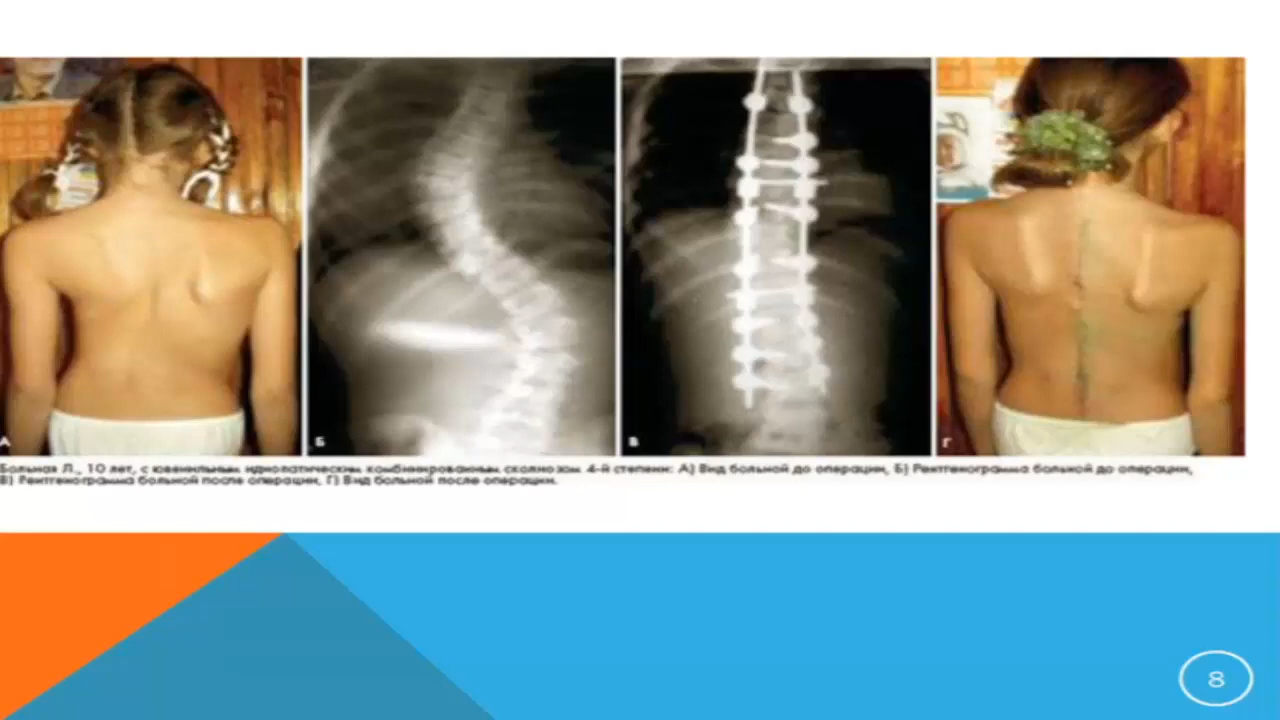 А
Б
В
Г
Больная Л., 10 лет, с ювенильным идиопатическим комбинированным сколиозом 4-й степени: А) Вид больной до операции, Б) Рентгенограмма больной до операции,
В) Рентгенограмма больной после операции, Г) Вид больной после операции.
8